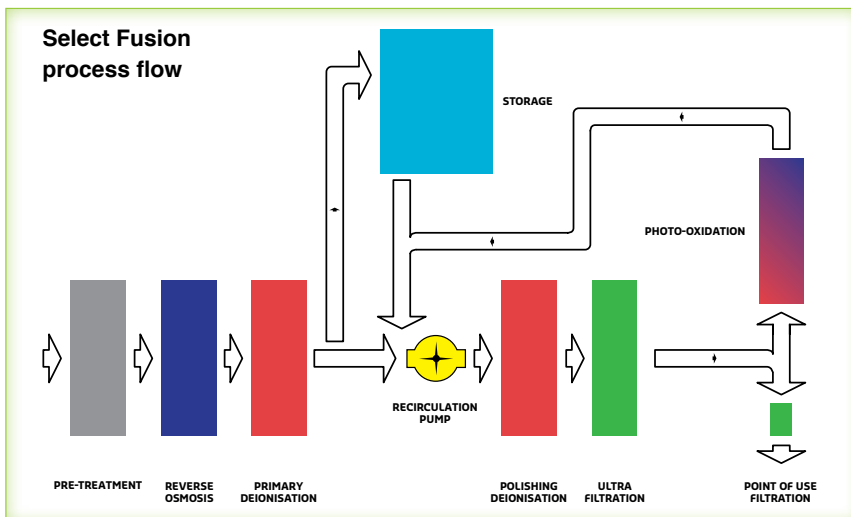 Select Fusion
process flow
STORAGE
PHOTO-OXIDATION
RECIRCULATION
PUMP
PRE-TREATMENT
REVERSE
OSMOSIS
PRIMARY
DEIONISATION
POLISHING
DEIONISATION
ULTRA
FILTRATION
POINT OF USE
FILTRATION